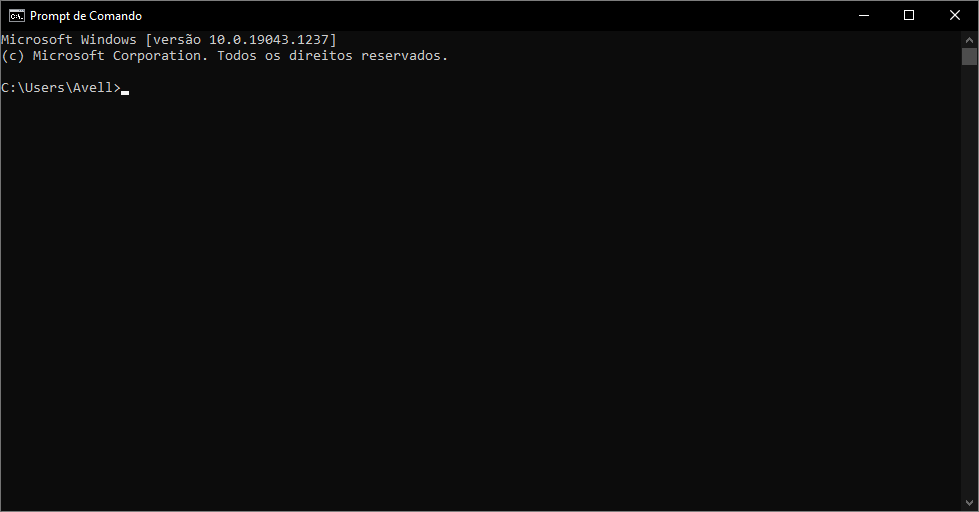 Prompt de Comando
Microsoft Windows [versão 10.0.19043.1237]
(c) Microsoft Corporation. Todos os direitos reservados.
C:\Users\Avell>